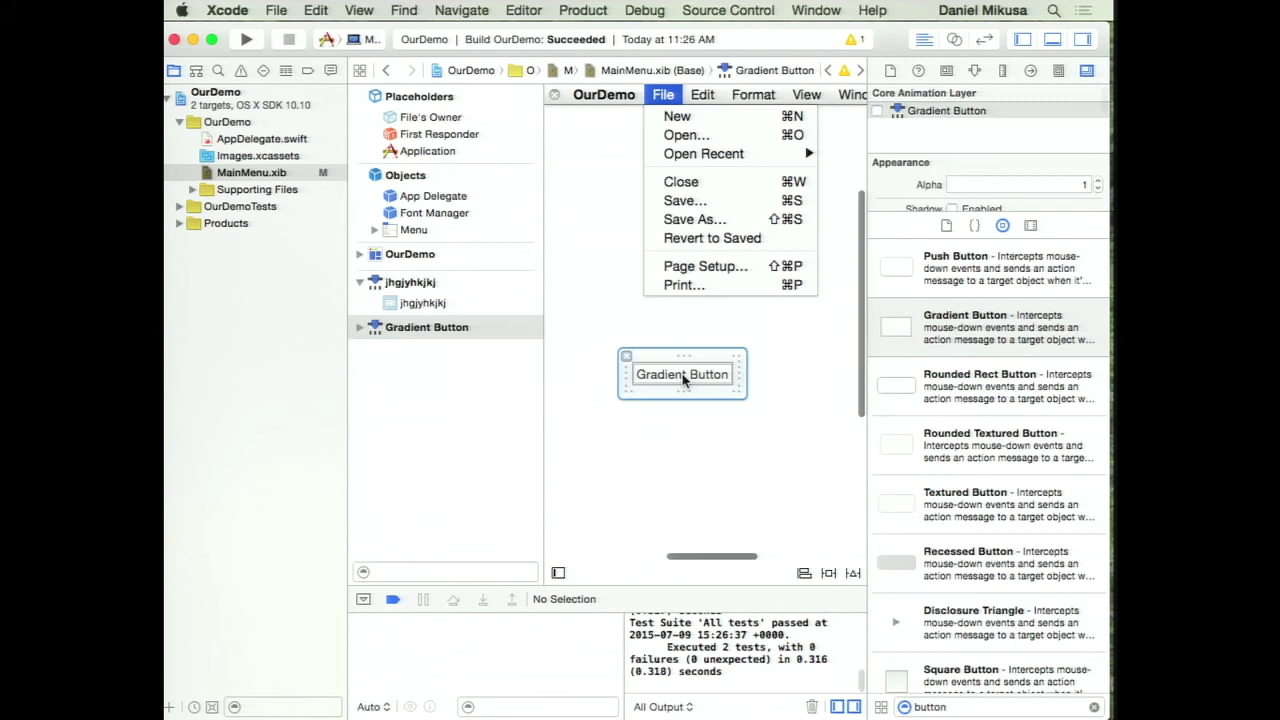 Xcode File Edit View Find Navigate Editor Product Debug Source Control Window Help Daniel Mikusa
M.. OurDemo | Build OurDemo: Succeeded | Today at 11:26 AM 1
OurDemo O M MainMenu.xib (Base) Gradient Button
OurDemo
2 targets, OS X SDK 10.10
OurDemo
AppDelegate.swift
Images.xcassets
MainMenu.xib M
Supporting Files
OurDemoTests
Products
Placeholders
File's Owner
First Responder
Application
Objects
App Delegate
Font Manager
Menu
OurDemo
jhgjyhkjkj
jhgjyhkjkj
Gradient Button
OurDemo File Edit Format View Wind
New ⌘N
Open... ⌘O
Open Recent
Close ⌘W
Save... ⌘S
Save As... ⇧⌘S
Revert to Saved
Page Setup... ⇧⌘P
Print... ⌘P
Gradient Button
No Selection
Test Suite 'All tests' passed at
2015-07-09 15:26:37 +0000.
Executed 2 tests, with 0
failures (0 unexpected) in 0.316
(0.318) seconds
Auto
All Output
Core Animation Layer
Gradient Button
Appearance
Alpha 1
Shadow Enabled
Push Button - Intercepts mouse-
down events and sends an
action message to a target object when it'...
Gradient Button - Intercepts
mouse-down events and sends an
action message to a target object w...
Rounded Rect Button - Intercepts
mouse-down events and sends an
action message to a target object w...
Rounded Textured Button -
Intercepts mouse-down events and
sends an action message to a targe...
Textured Button - Intercepts
mouse-down events and sends an
action message to a target object w...
Recessed Button - Intercepts
mouse-down events and sends an
action message to a target object w...
Disclosure Triangle - Intercepts
mouse-down events and sends an
action message to a target object w...
Square Button - Intercepts mouse-
down events and sends an
button